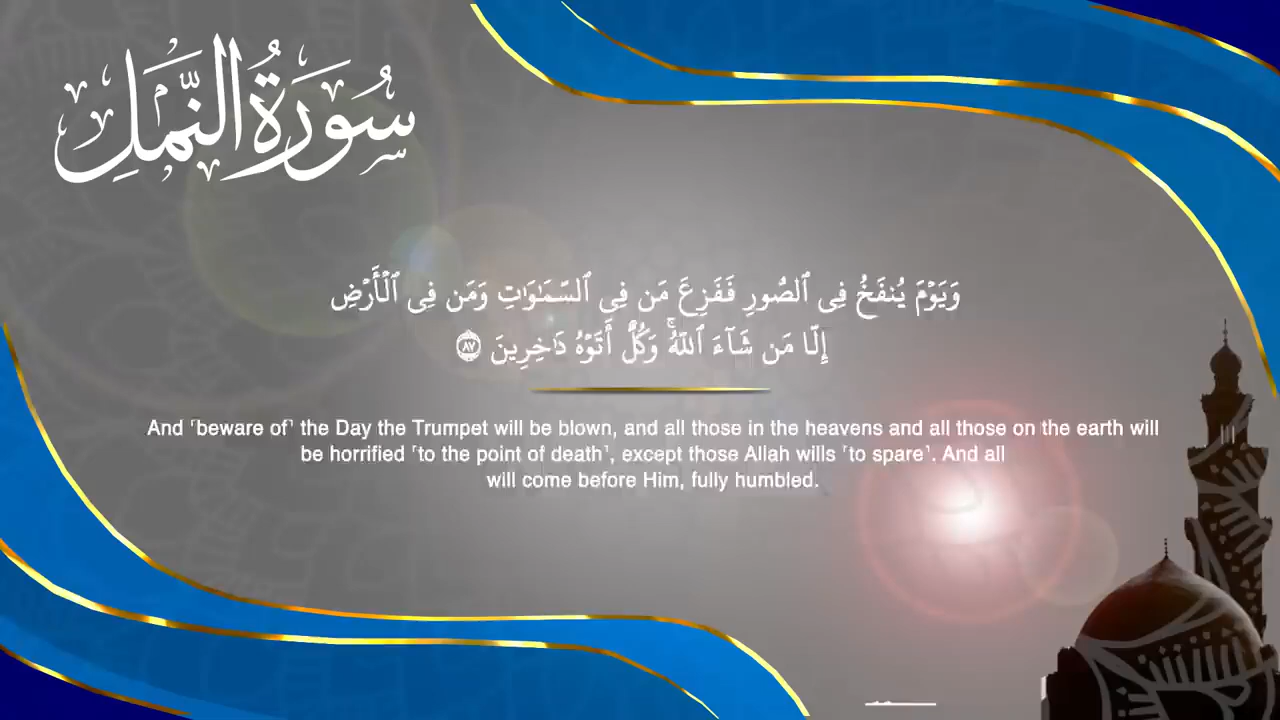 سُورَةُ النَّمْلِ
وَيَوْمَ يُنفَخُ فِى ٱلصُّورِ فَفَزِعَ مَن فِى ٱلسَّمَٰوَٰتِ وَمَن فِى ٱلْأَرْضِ
إِلَّا مَن شَآءَ ٱللَّهُ ۚ وَكُلٌّ أَتَوْهُ دَٰخِرِينَ ٨٧
And ˹beware of˺ the Day the Trumpet will be blown, and all those in the heavens and all those on the earth will
be horrified ˹to the point of death˺, except those Allah wills ˹to spare˺. And all
will come before Him, fully humbled.